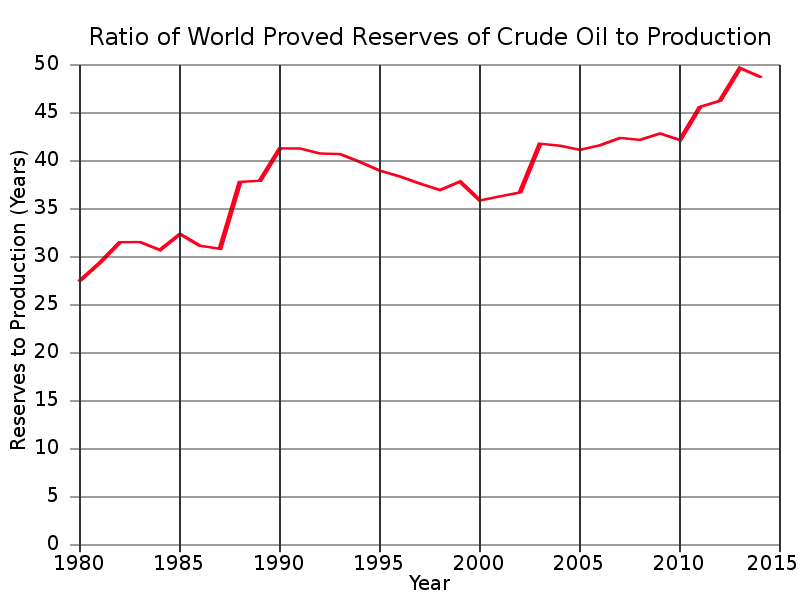 Ratio of World Proved Reserves of Crude Oil to Production
Reserves to Production (Years)
50
45
40
35
30
25
20
15
10
5
0
1980 1985 1990 1995 2000 2005 2010 2015
Year